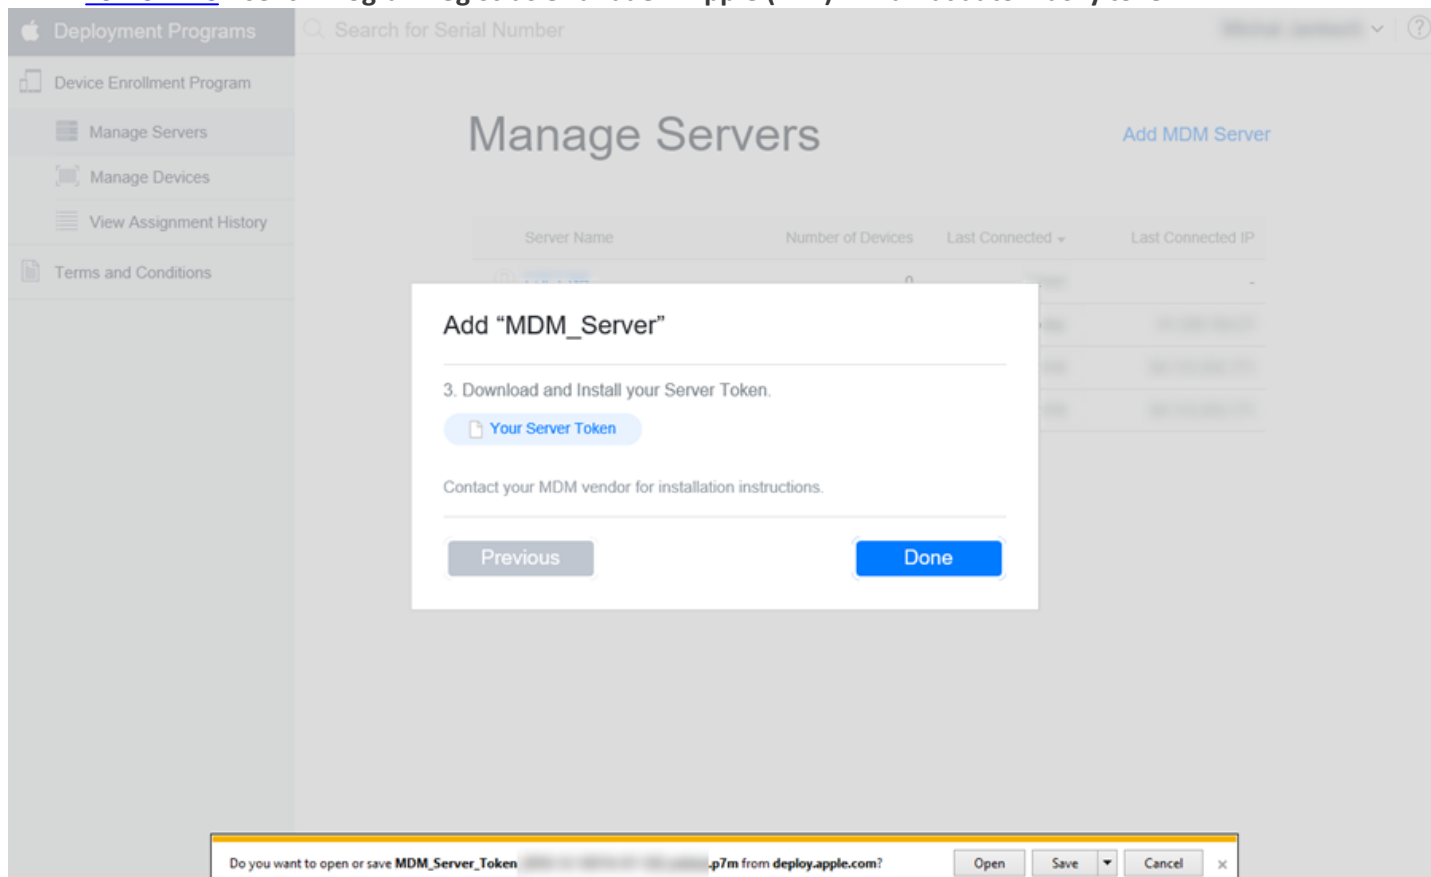 Deployment Programs
Search for Serial Number
Device Enrollment Program
Manage Servers
Manage Devices
View Assignment History
Terms and Conditions
Manage Servers
Add MDM Server
Server Name Number of Devices Last Connected Last Connected IP
0 -
Add “MDM_Server”
3. Download and Install your Server Token.
Your Server Token
Contact your MDM vendor for installation instructions.
Previous Done
Do you want to open or save MDM_Server_Token .p7m from deploy.apple.com? Open Save Cancel ×